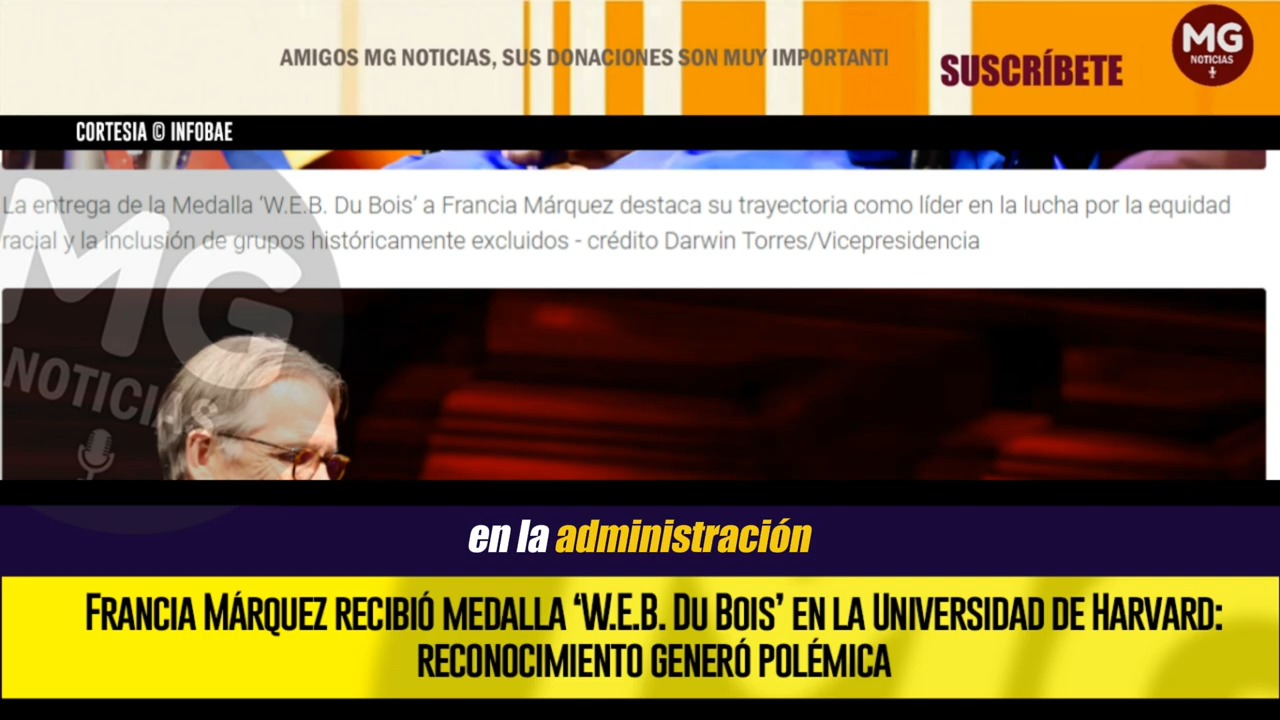 AMIGOS MG NOTICIAS, SUS DONACIONES SON MUY IMPORTANT
SUSCRÍBETE
MG
NOTICIAS
CORTESIA © INFOBAE
La entrega de la Medalla ‘W.E.B. Du Bois’ a Francia Márquez destaca su trayectoria como líder en la lucha por la equidad
racial y la inclusión de grupos históricamente excluidos - crédito Darwin Torres/Vicepresidencia
MG
NOTICIAS
en la administración
FRANCIA MÁRQUEZ RECIBIÓ MEDALLA ‘W.E.B. DU BOIS’ EN LA UNIVERSIDAD DE HARVARD:
RECONOCIMIENTO GENERÓ POLÉMICA